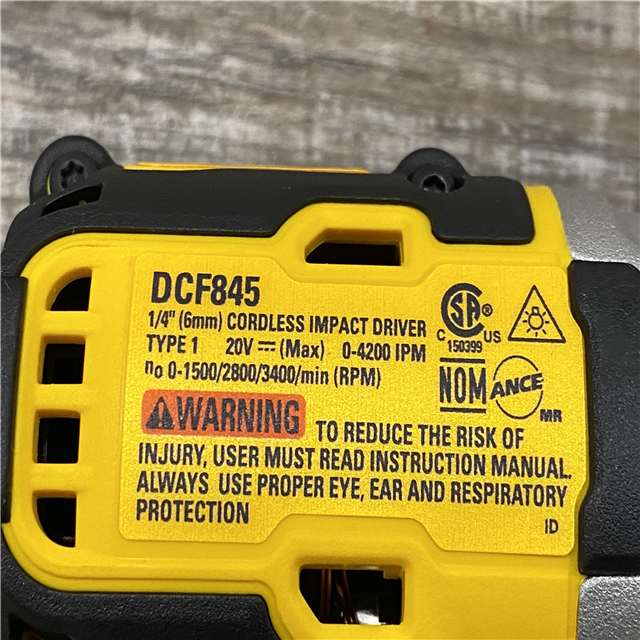 DCF845
1/4" (6mm) CORDLESS IMPACT DRIVER
TYPE 1 20V ⎓ (Max) 0-4200 IPM
no 0-1500/2800/3400/min (RPM)
CSA ®
C US
150399
NOM
ANCE
MR
WARNING TO REDUCE THE RISK OF
INJURY, USER MUST READ INSTRUCTION MANUAL.
ALWAYS USE PROPER EYE, EAR AND RESPIRATORY
PROTECTION
ID